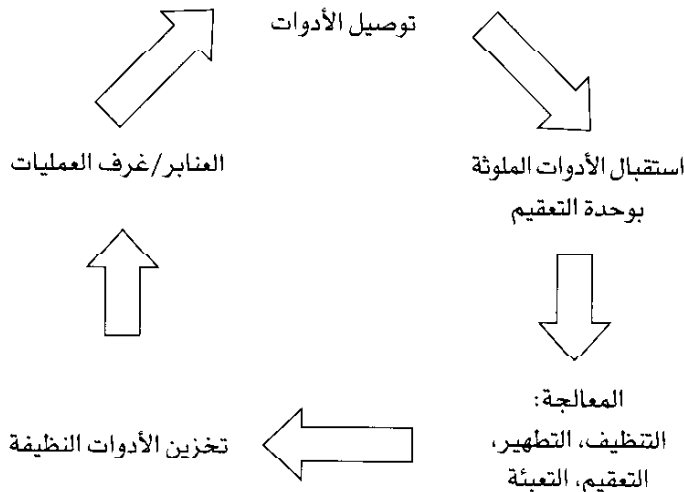 توصيل الأدوات
استقبال الأدوات الملوثة
بوحدة التعقيم
العنابر/غرف العمليات
المعالجة:
التنظيف، التطهير،
التعقيم، التعبئة
تخزين الأدوات النظيفة